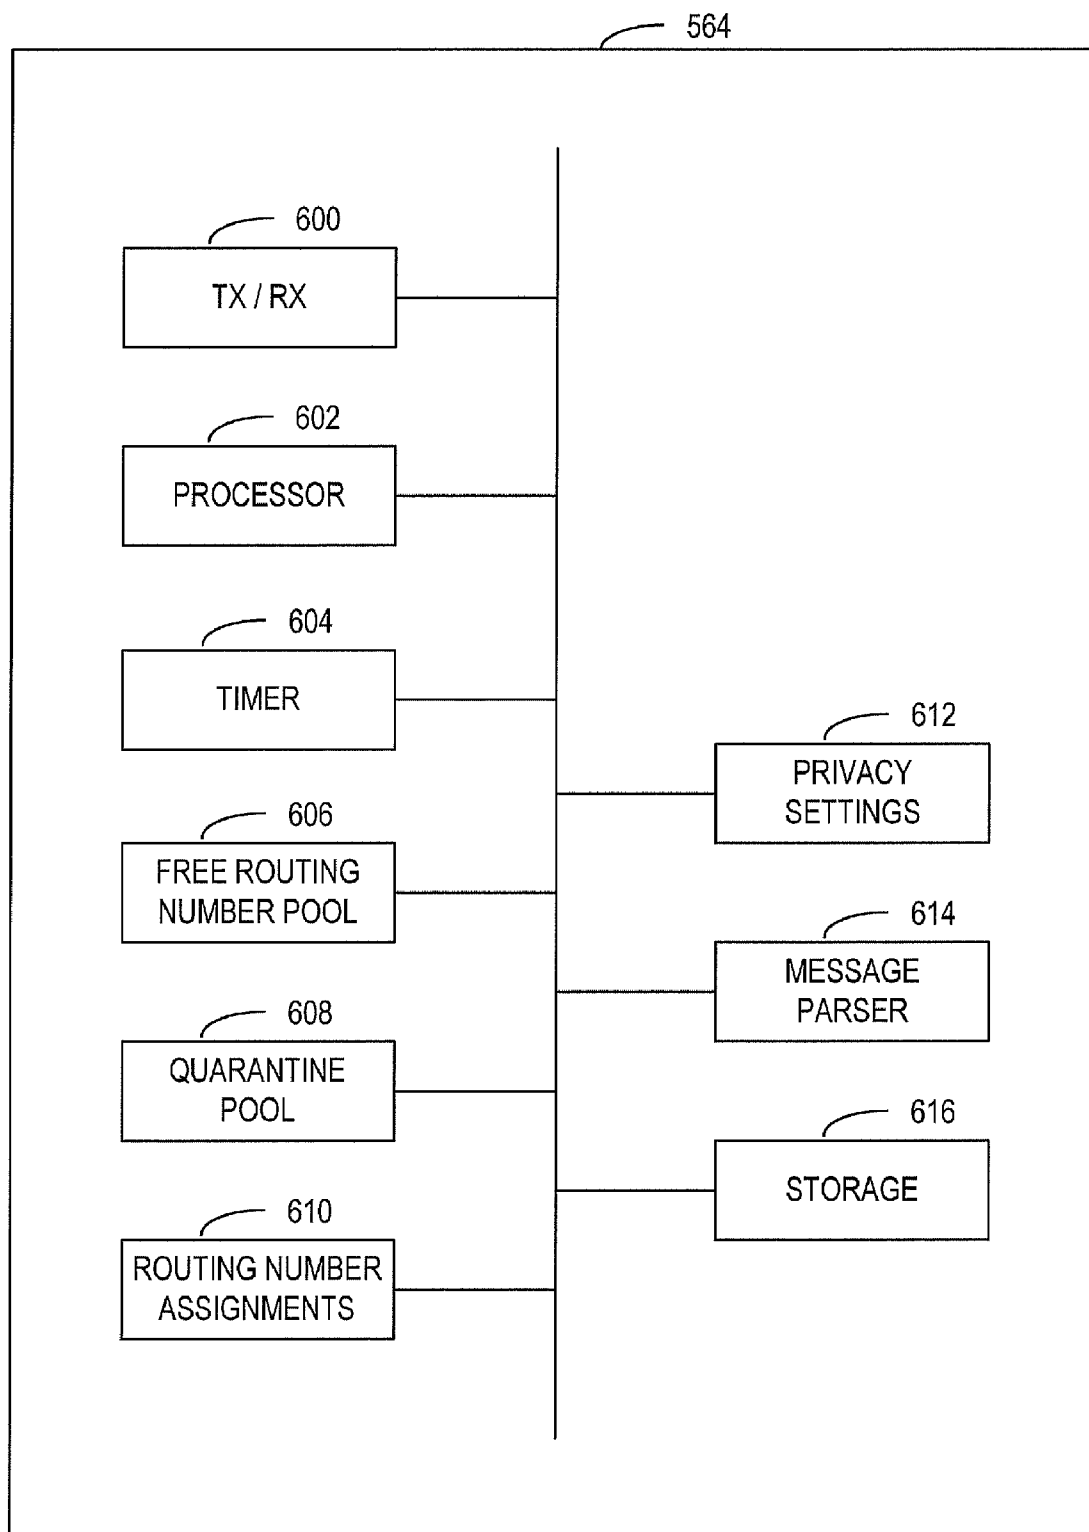 564
600
TX / RX
602
PROCESSOR
604
TIMER
606
FREE ROUTING
NUMBER POOL
608
QUARANTINE
POOL
610
ROUTING NUMBER
ASSIGNMENTS
612
PRIVACY
SETTINGS
614
MESSAGE
PARSER
616
STORAGE